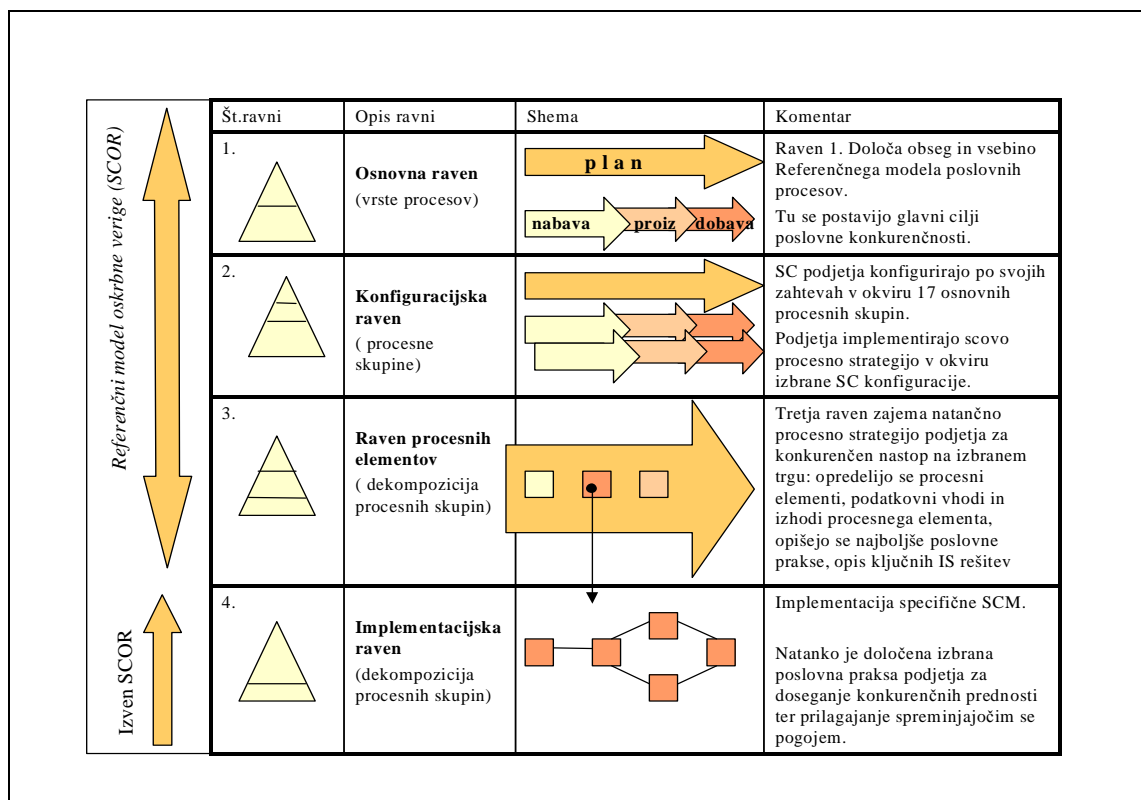 Referenčni model oskrbne verige (SCOR)
Izven SCOR
Št.ravni
Opis ravni
Shema
Komentar
1.
Osnovna raven
(vrste procesov)
plan
nabava
proiz
dobava
Raven 1. Določa obseg in vsebino
Referenčnega modela poslovnih
procesov.
Tu se postavijo glavni cilji
poslovne konkurenčnosti.
2.
Konfiguracijska
raven
( procesne
skupine)
SC podjetja konfigurirajo po svojih
zahtevah v okviru 17 osnovnih
procesnih skupin.
Podjetja implementirajo scovo
procesno strategijo v okviru
izbrane SC konfiguracije.
3.
Raven procesnih
elementov
( dekompozicija
procesnih skupin)
Tretja raven zajema natančno
procesno strategijo podjetja za
konkurenčen nastop na izbranem
trgu: opredelijo se procesni
elementi, podatkovni vhodi in
izhodi procesnega elementa,
opišejo se najboljše poslovne
prakse, opis ključnih IS rešitev
4.
Implementacijska
raven
(dekompozicija
procesnih skupin)
Implementacija specifične SCM.
Natanko je določena izbrana
poslovna praksa podjetja za
doseganje konkurenčnih prednosti
ter prilagajanje spreminjajočim se
pogojem.